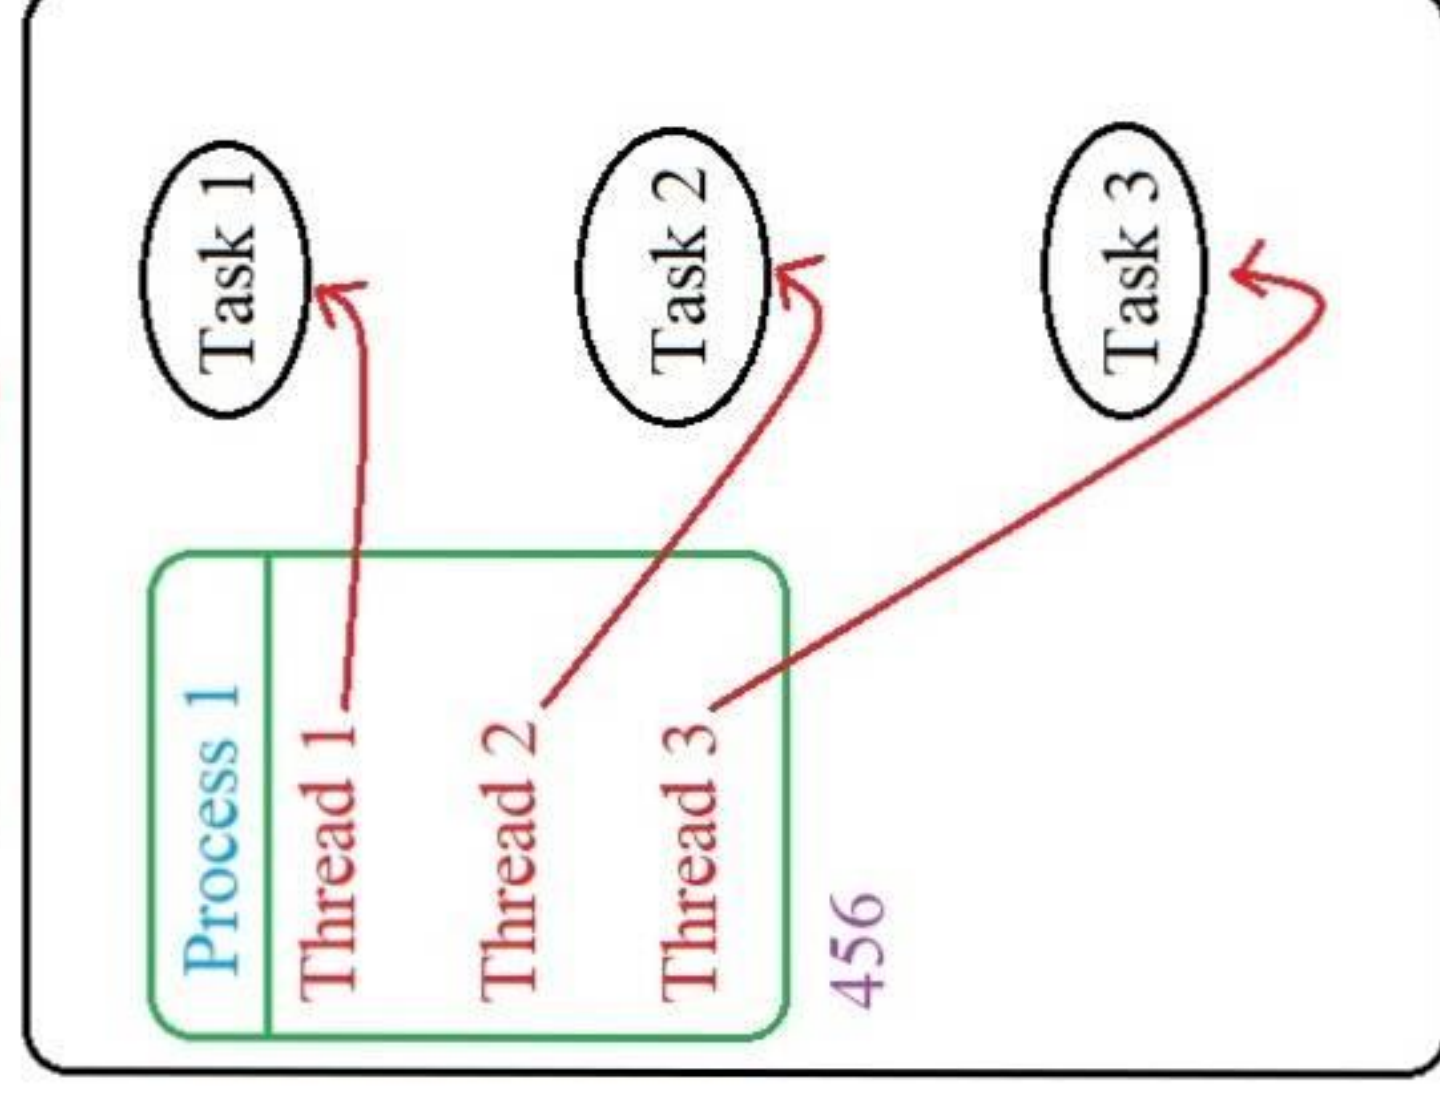 Process 1
Thread 1
Thread 2
Thread 3
456
Task 1
Task 2
Task 3